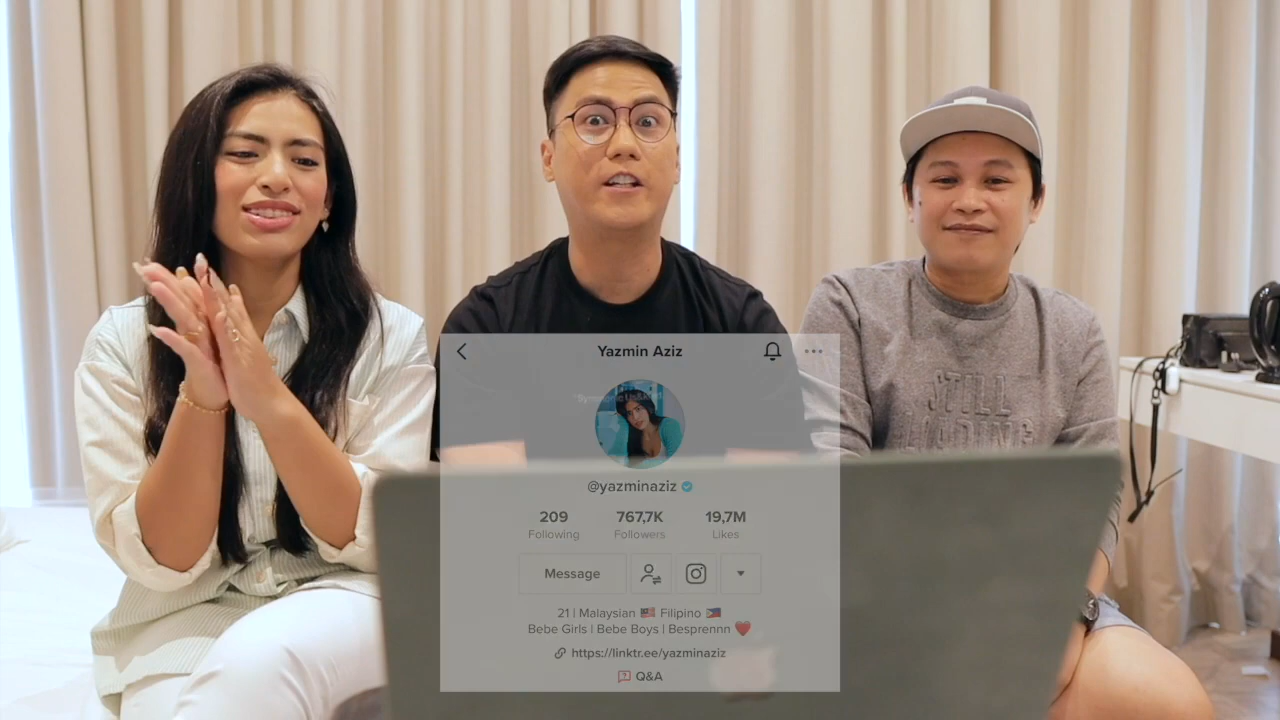 Yazmin Aziz
@yazminaziz
209
767,7K
19,7M
Following
Followers
Likes
Message
21 | Malaysian 🇲🇾 Filipino 🇵🇭
Bebe Girls | Bebe Boys | Besprennn ❤️
https://linktr.ee/yazminaziz
Q&A
STILL
LOADING